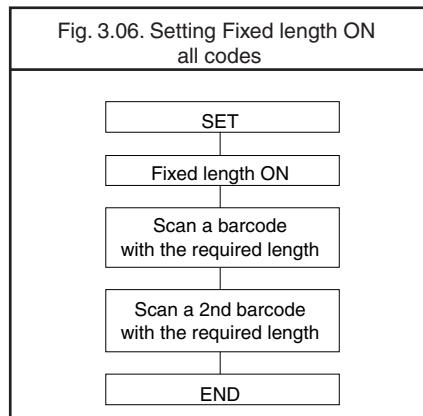 Fig. 3.06. Setting Fixed length ON
all codes
SET
Fixed length ON
Scan a barcode
with the required length
Scan a 2nd barcode
with the required length
END